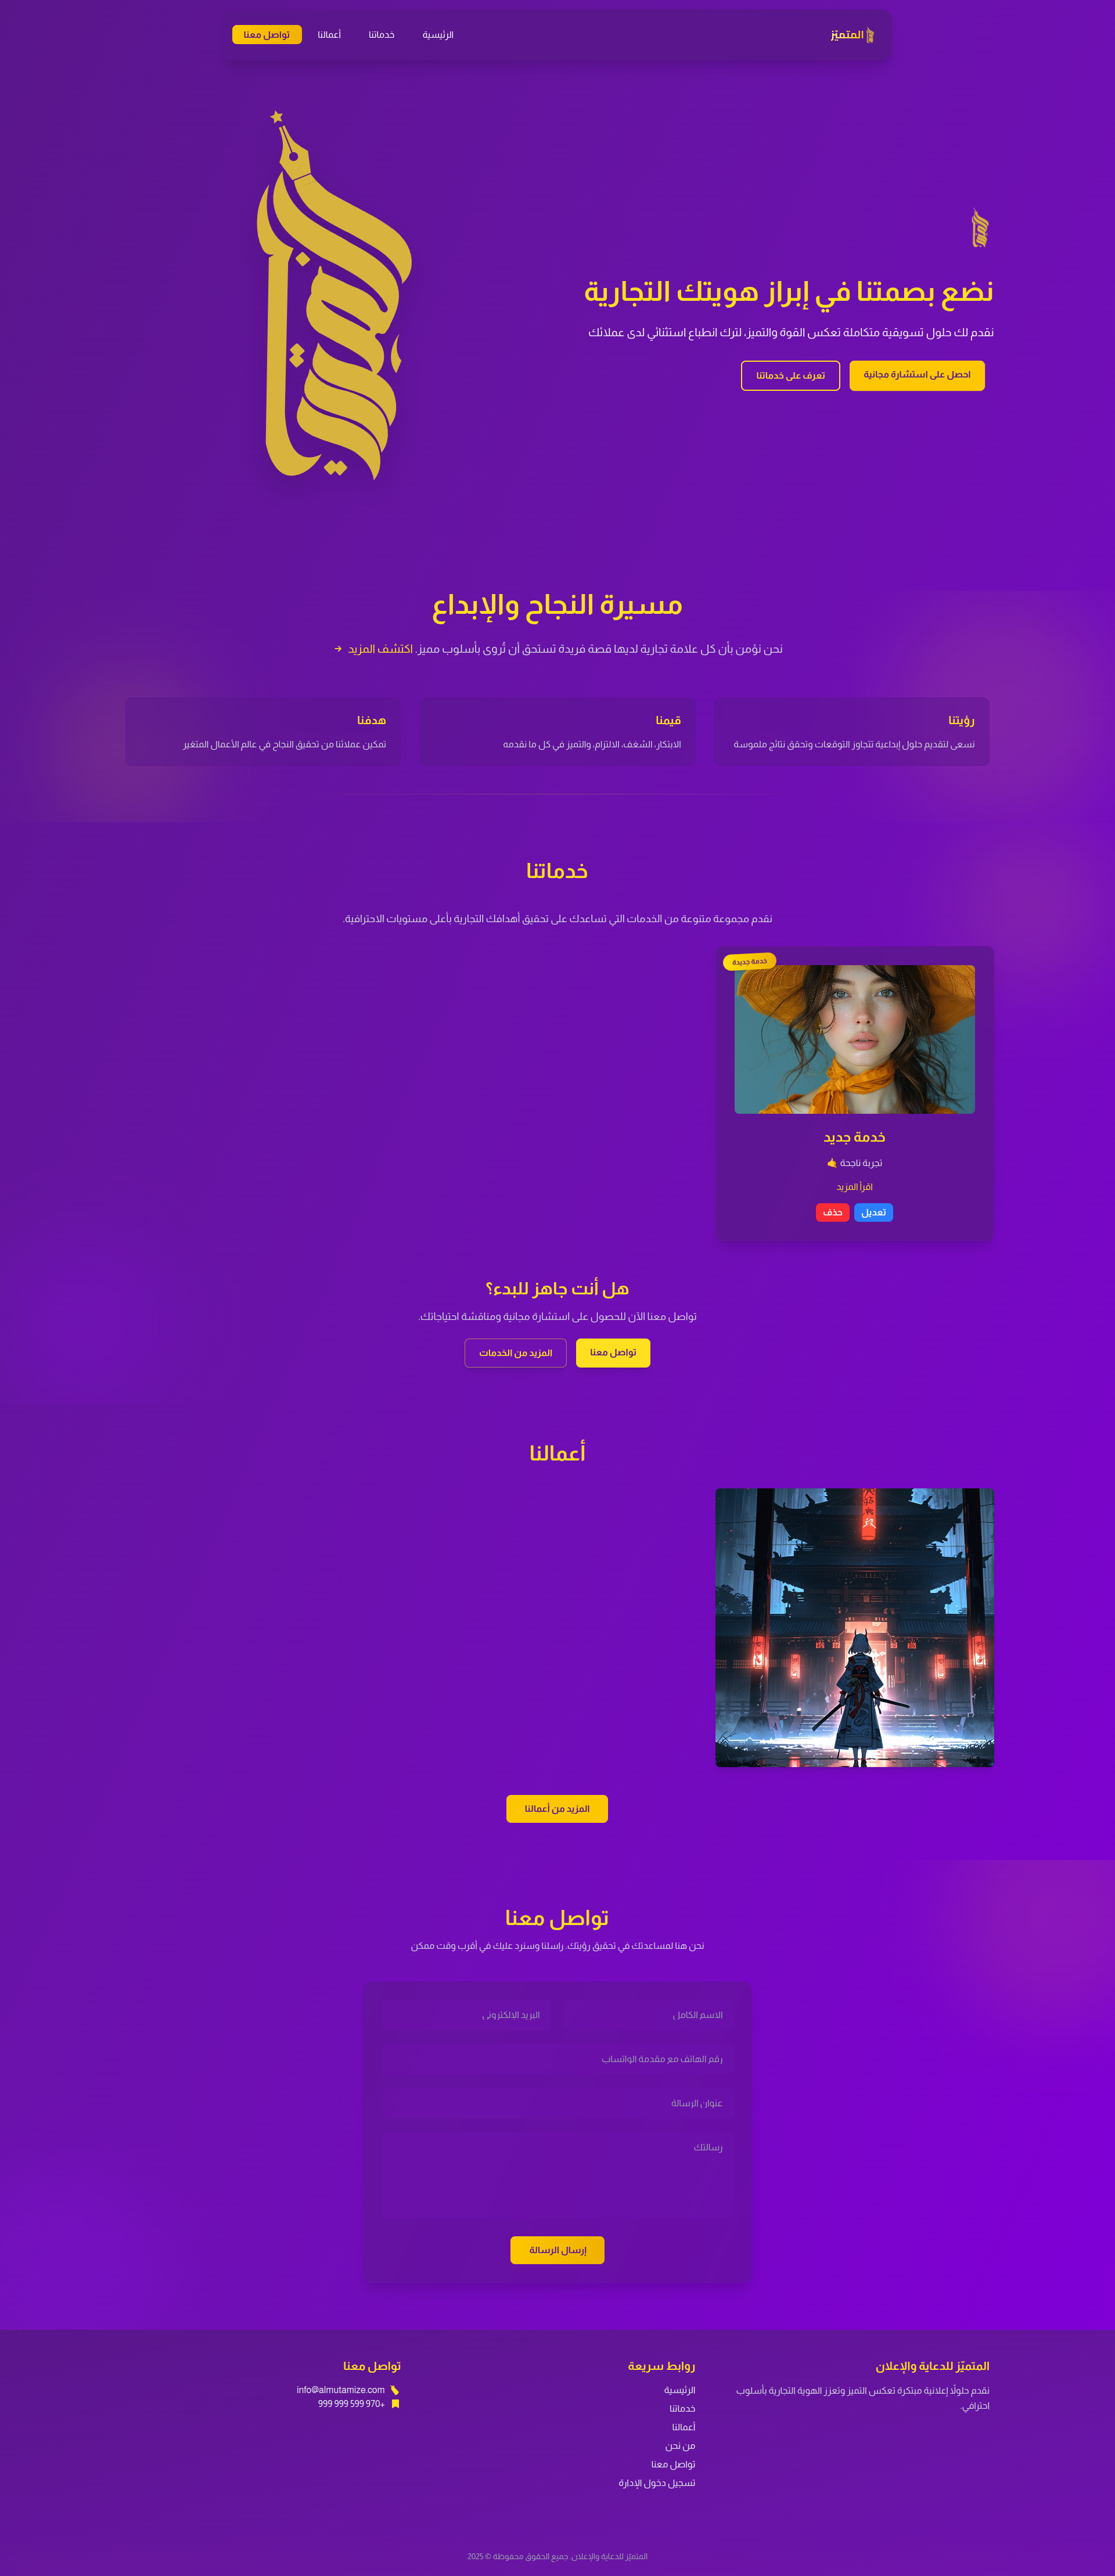 المتميّز
الرئيسية
خدماتنا
أعمالنا
تواصل معنا
نضع بصمتنا في إبراز هويتك التجارية
نقدم لك حلول تسويقية متكاملة تعكس القوة والتميز، لترك انطباع استثنائي لدى عملائك
احصل على استشارة مجانية
تعرف على خدماتنا
مسيرة النجاح والإبداع
نحن نؤمن بأن كل علامة تجارية لديها قصة فريدة تستحق أن تُروى بأسلوب مميز. اكتشف المزيد →
رؤيتنا
نسعى لتقديم حلول إبداعية تتجاوز التوقعات وتحقق نتائج ملموسة
قيمنا
الابتكار، الشغف، الالتزام، والتميز في كل ما نقدمه
هدفنا
تمكين عملائنا من تحقيق النجاح في عالم الأعمال المتغير
خدماتنا
نقدم مجموعة متنوعة من الخدمات التي تساعدك على تحقيق أهدافك التجارية بأعلى مستويات الاحترافية.
خدمة جديدة
خدمة جديد
تجربة ناجحة 🤙
اقرأ المزيد
تعديل
حذف
هل أنت جاهز للبدء؟
تواصل معنا الآن للحصول على استشارة مجانية ومناقشة احتياجاتك.
تواصل معنا
المزيد من الخدمات
أعمالنا
المزيد من أعمالنا
تواصل معنا
نحن هنا لمساعدتك في تحقيق رؤيتك. راسلنا وسنرد عليك في أقرب وقت ممكن
الاسم الكامل
البريد الإلكتروني
رقم الهاتف مع مقدمة الواتساب
عنوان الرسالة
رسالتك
إرسال الرسالة
المتميّز للدعاية والإعلان
نقدم حلولاً إعلانية مبتكرة تعكس التميز وتعزز الهوية التجارية بأسلوب
احترافي.
روابط سريعة
الرئيسية
خدماتنا
أعمالنا
من نحن
تواصل معنا
تسجيل دخول الإدارة
تواصل معنا
info@almutamize.com
+970 599 999 999
المتميّز للدعاية والإعلان. جميع الحقوق محفوظة © 2025